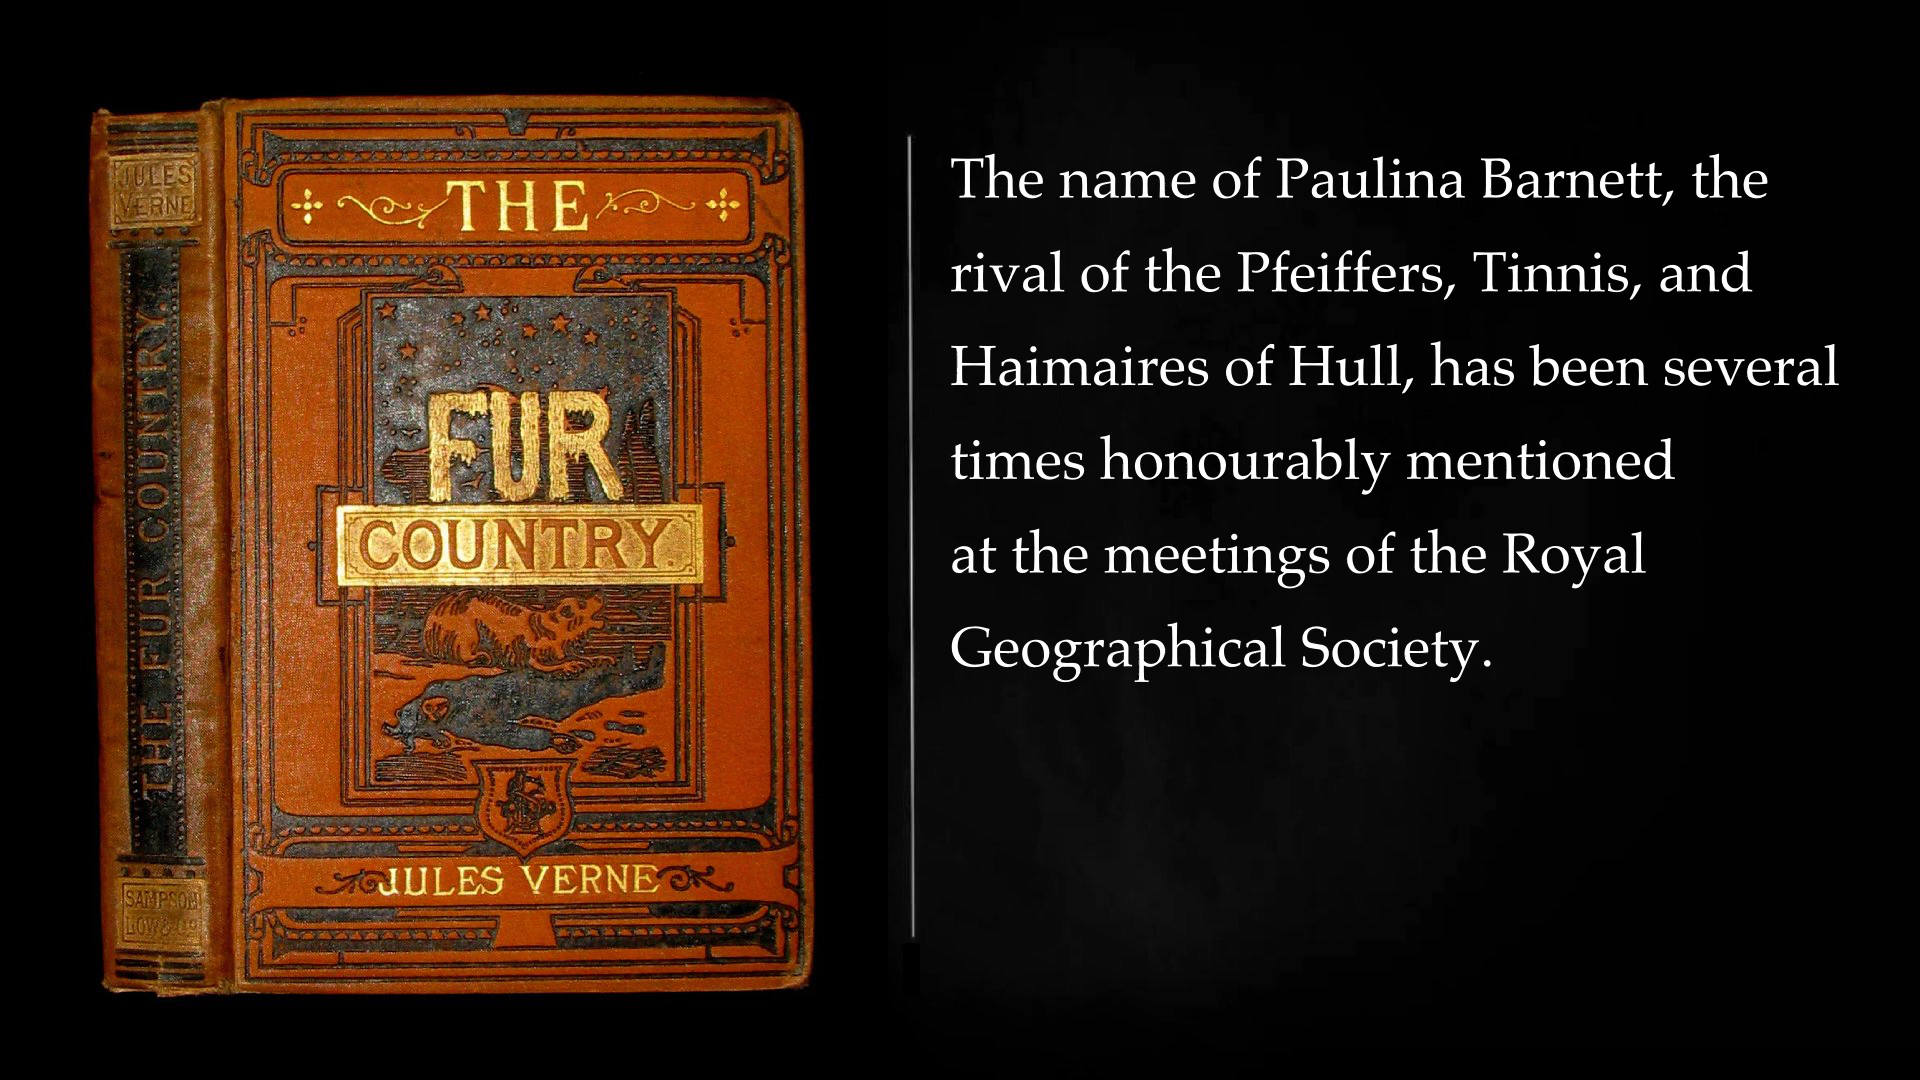 JULES
VERNE
THE FUR COUNTRY.
SAMPSON
LOW & Co
THE
FUR
COUNTRY.
JULES VERNE
The name of Paulina Barnett, the
rival of the Pfeiffers, Tinnis, and
Haimaires of Hull, has been several
times honourably mentioned
at the meetings of the Royal
Geographical Society.